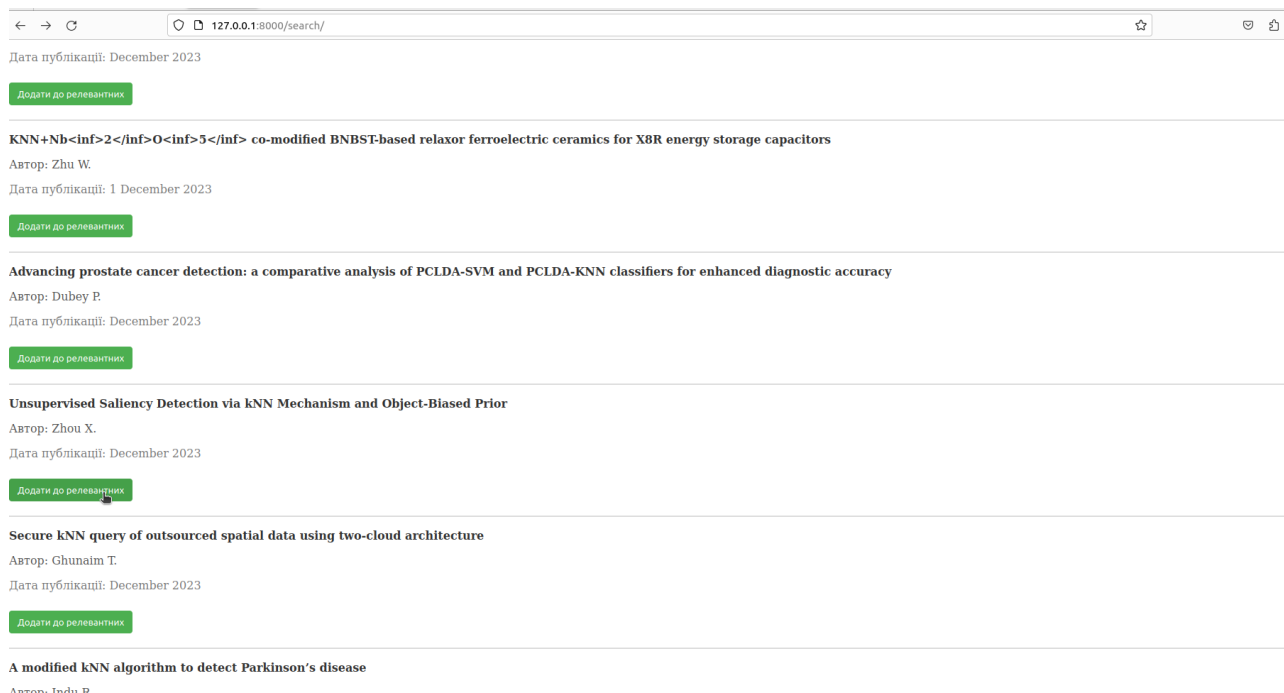 127.0.0.1:8000/search/
Дата публікації: December 2023
Додати до релевантних
KNN+Nb<inf>2</inf>O<inf>5</inf> co-modified BNBST-based relaxor ferroelectric ceramics for X8R energy storage capacitors
Автор: Zhu W.
Дата публікації: 1 December 2023
Додати до релевантних
Advancing prostate cancer detection: a comparative analysis of PCLDA-SVM and PCLDA-KNN classifiers for enhanced diagnostic accuracy
Автор: Dubey P.
Дата публікації: December 2023
Додати до релевантних
Unsupervised Saliency Detection via kNN Mechanism and Object-Biased Prior
Автор: Zhou X.
Дата публікації: December 2023
Додати до релевантних
Secure kNN query of outsourced spatial data using two-cloud architecture
Автор: Ghunaim T.
Дата публікації: December 2023
Додати до релевантних
A modified kNN algorithm to detect Parkinson's disease
Автор: Indu R.